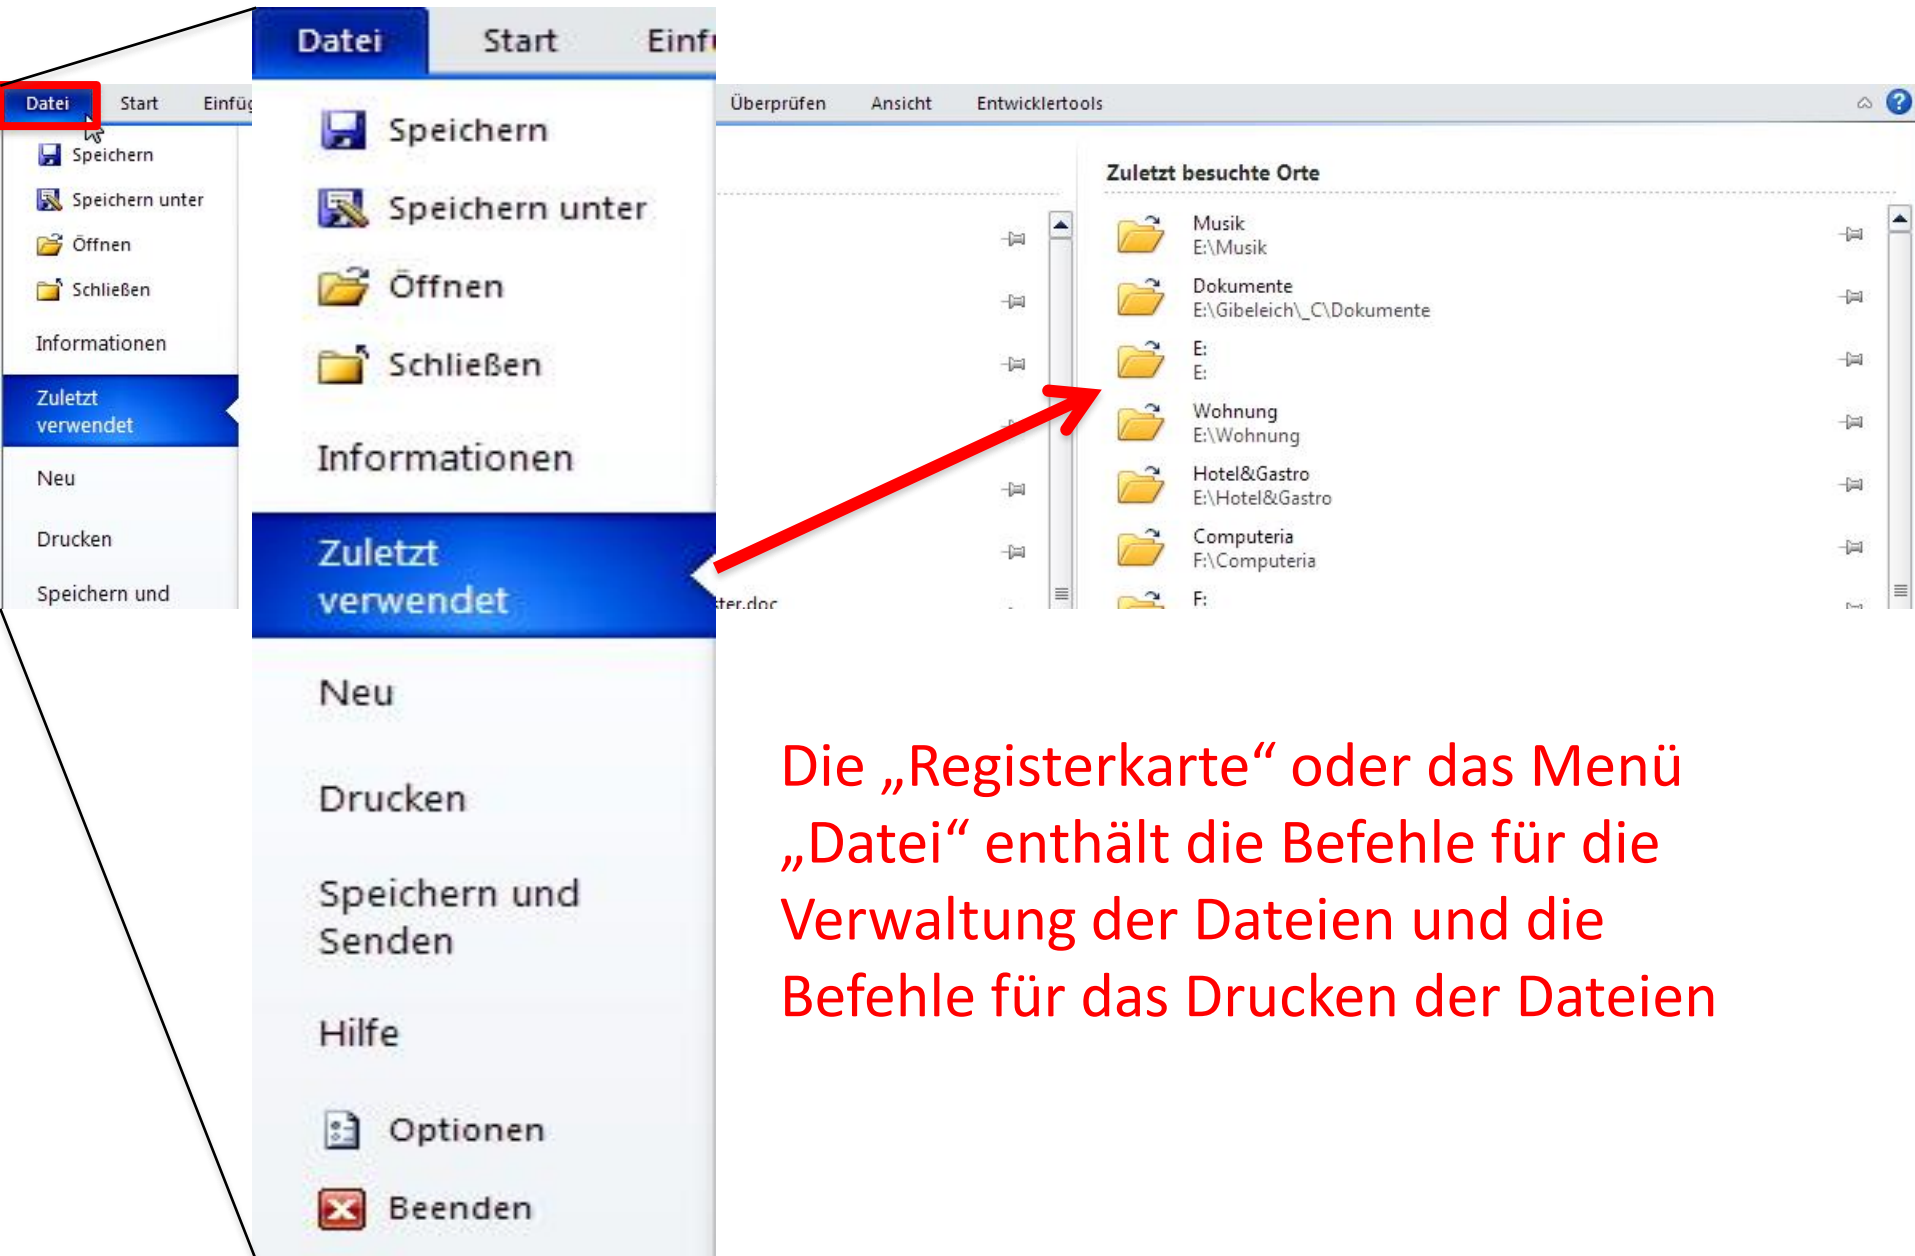 Datei Start Einfü
Speichern
Speichern unter
Öffnen
Schließen
Informationen
Zuletzt
verwendet
Neu
Drucken
Speichern und
Datei Start Einf
Speichern
Speichern unter
Öffnen
Schließen
Informationen
Zuletzt
verwendet
Neu
Drucken
Speichern und
Senden
Hilfe
Optionen
Beenden
Überprüfen Ansicht Entwicklertools
ster.doc
Zuletzt besuchte Orte
Musik
E:\Musik
Dokumente
E:\Gibeleich\_C\Dokumente
E:
E:
Wohnung
E:\Wohnung
Hotel&Gastro
E:\Hotel&Gastro
Computeria
F:\Computeria
F:
Die „Registerkarte“ oder das Menü
„Datei“ enthält die Befehle für die
Verwaltung der Dateien und die
Befehle für das Drucken der Dateien